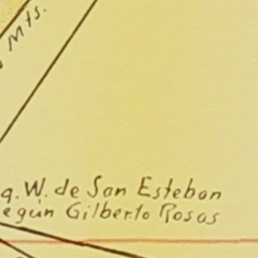 Mts.
g. W. de San Esteban
egún Gilberto Rosas